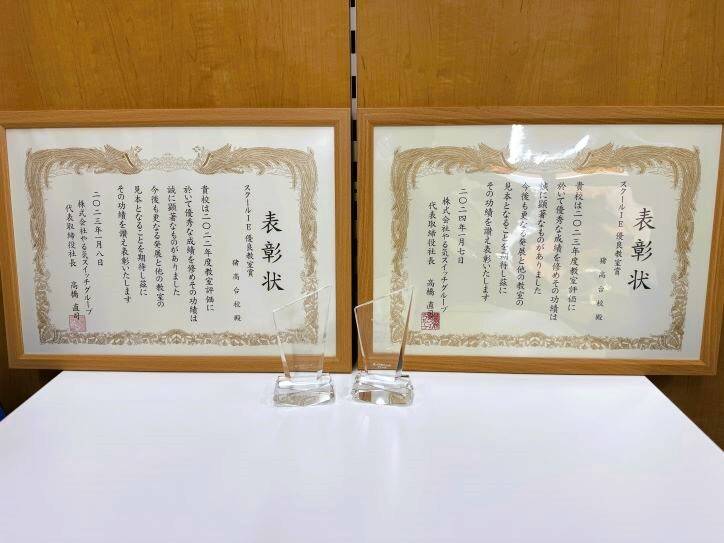 表彰状
スクールIE 優良教室賞
猪高台校 殿
貴校は二〇二二年度教室評価に
於いて優秀な成績を修めその功績は
誠に顕著なものがありました
今後も更なる発展と他の教室の
見本となることを期待し茲に
その功績を讃え表彰いたします
二〇二三年一月八日
株式会社やる気スイッチグループ
代表取締役社長 高橋直司
表彰状
スクールIE 優良教室賞
猪高台校 殿
貴校は二〇二三年度教室評価に
於いて優秀な成績を修めその功績は
誠に顕著なものがありました
今後も更なる発展と他の教室の
見本となることを期待し茲に
その功績を讃え表彰いたします
二〇二四年一月七日
株式会社やる気スイッチグループ
代表取締役社長 高橋直司